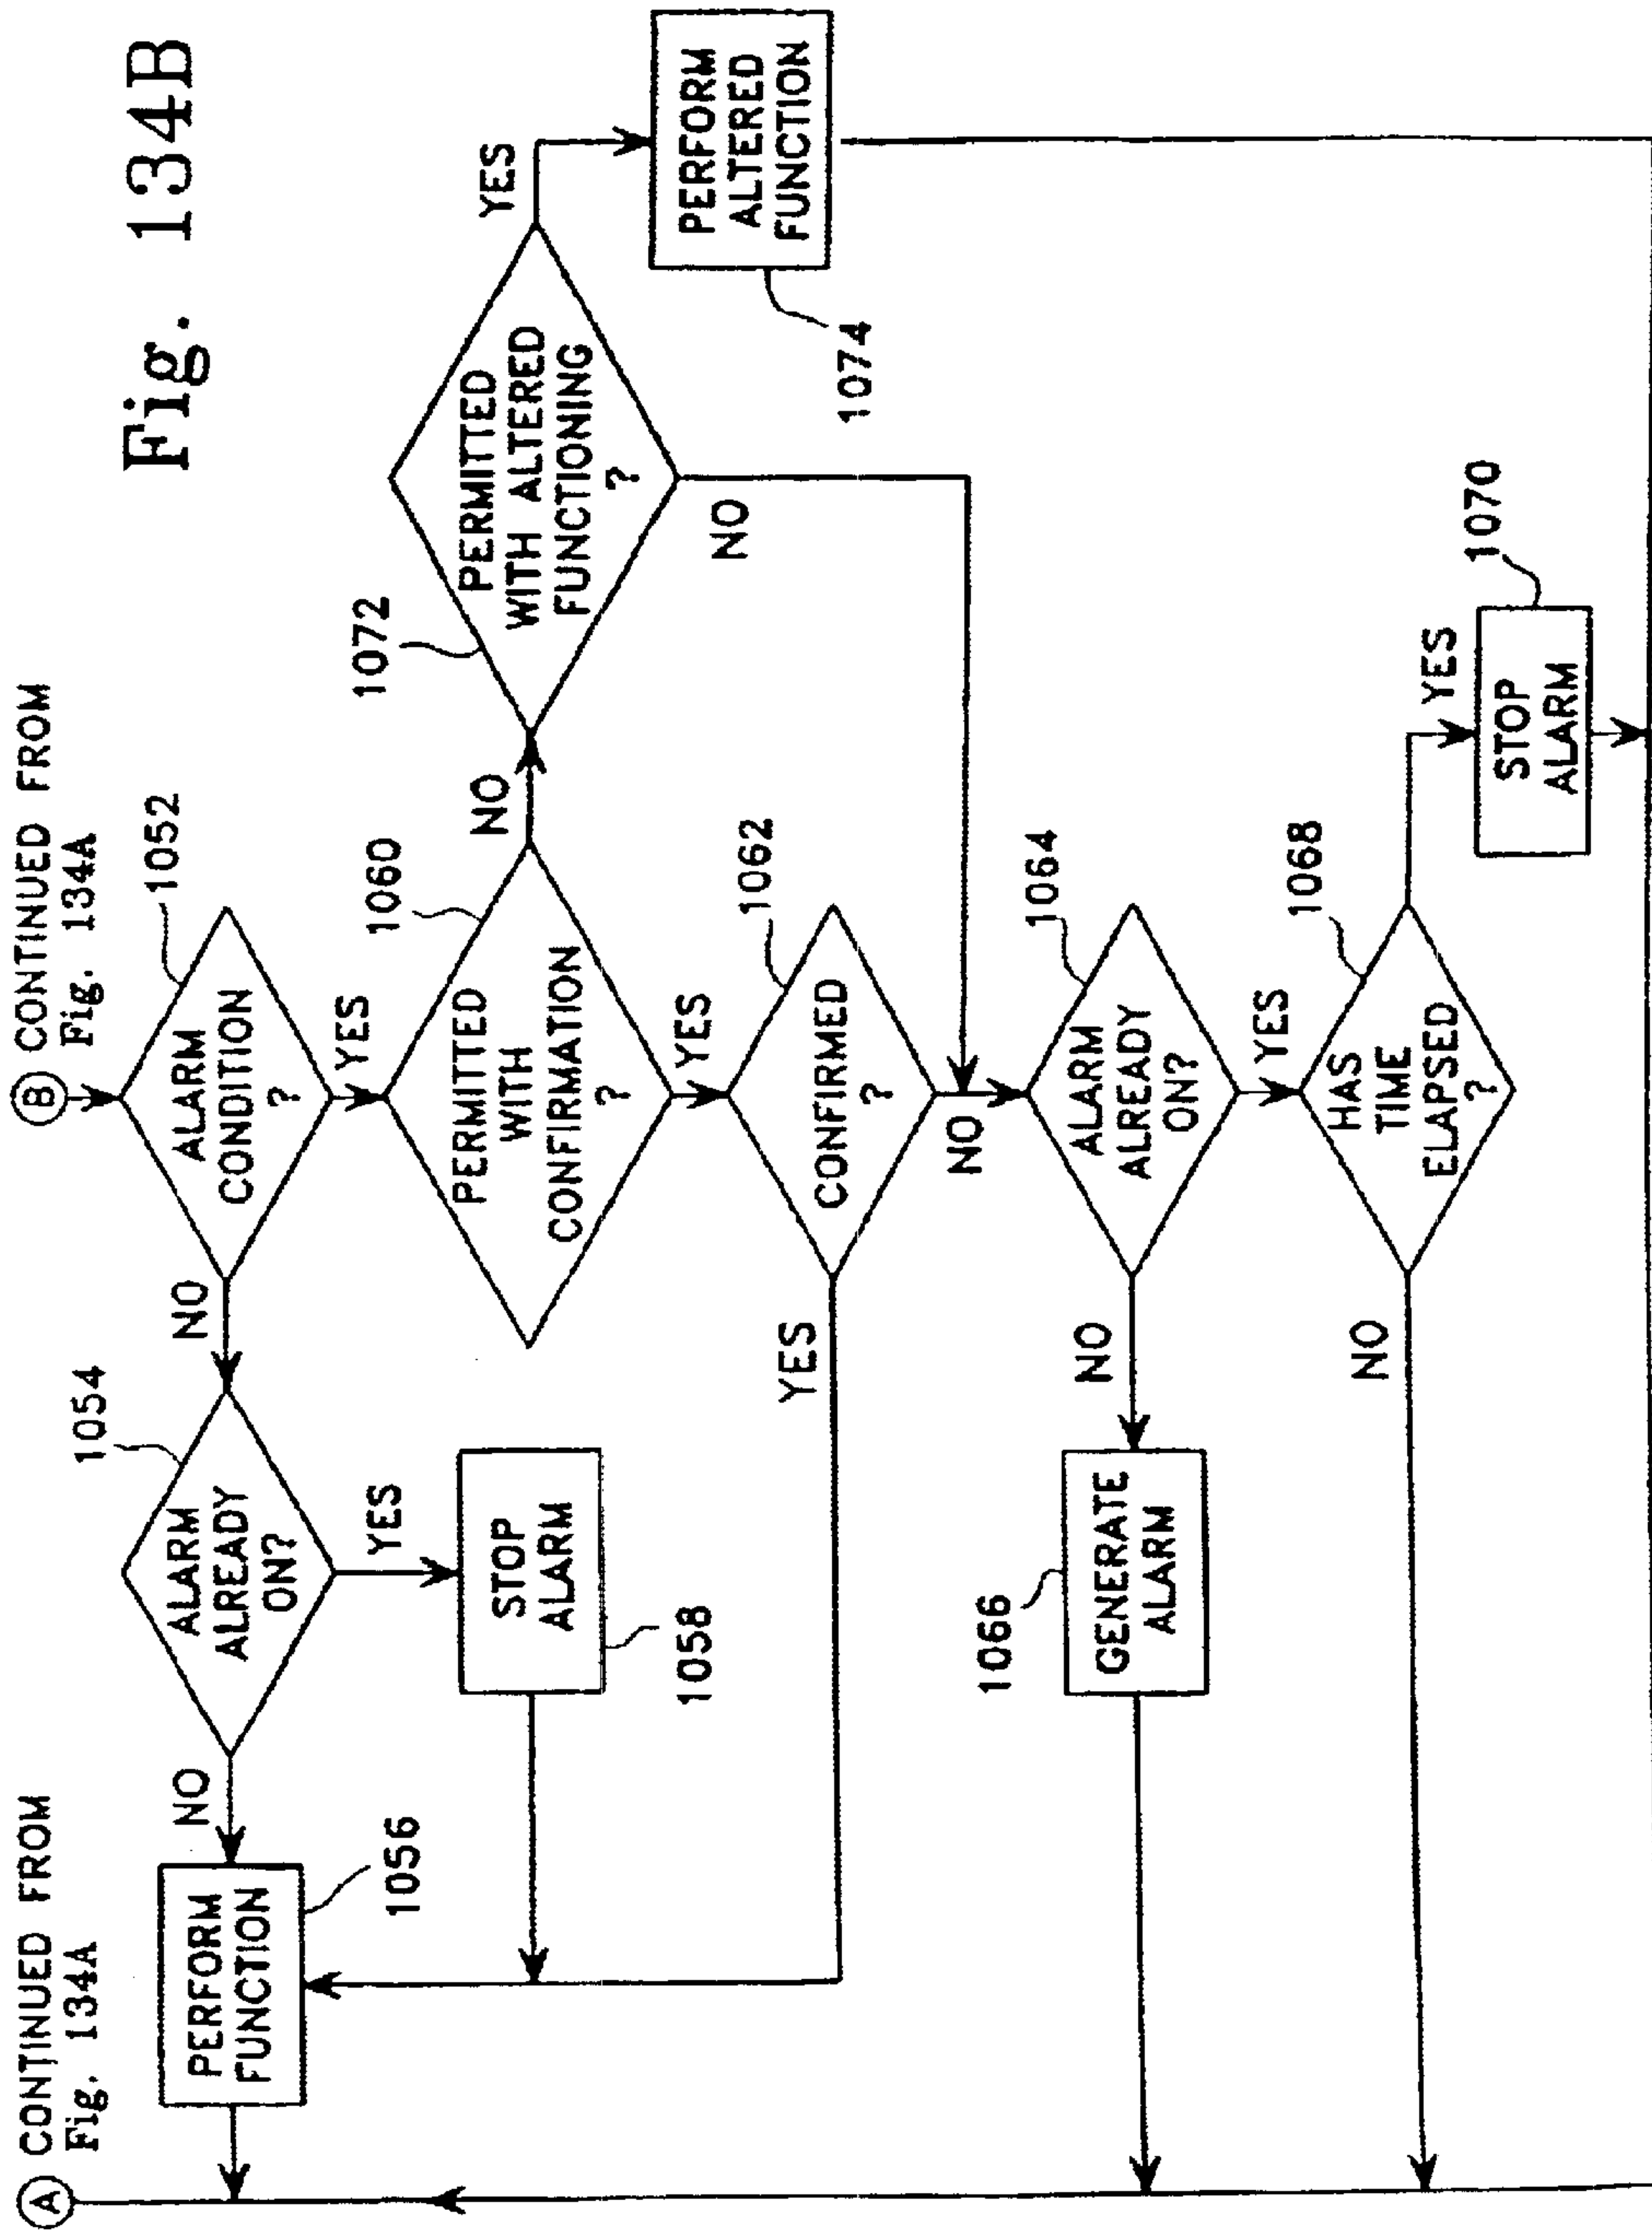 Fig. 134B
A
CONTINUED FROM
Fig. 134A
B
CONTINUED FROM
Fig. 134A
ALARM
CONDITION
?
1052
NO
YES
ALARM
ALREADY
ON?
1054
NO
YES
PERFORM
FUNCTION
1056
STOP
ALARM
1058
PERMITTED
WITH
CONFIRMATION
?
1060
NO
YES
PERMITTED
WITH ALTERED
FUNCTIONING
?
1072
YES
NO
PERFORM
ALTERED
FUNCTION
1074
CONFIRMED
?
1062
YES
NO
ALARM
ALREADY
ON?
1064
NO
YES
GENERATE
ALARM
1066
HAS
TIME
ELAPSED
?
1068
NO
YES
STOP
ALARM
1070